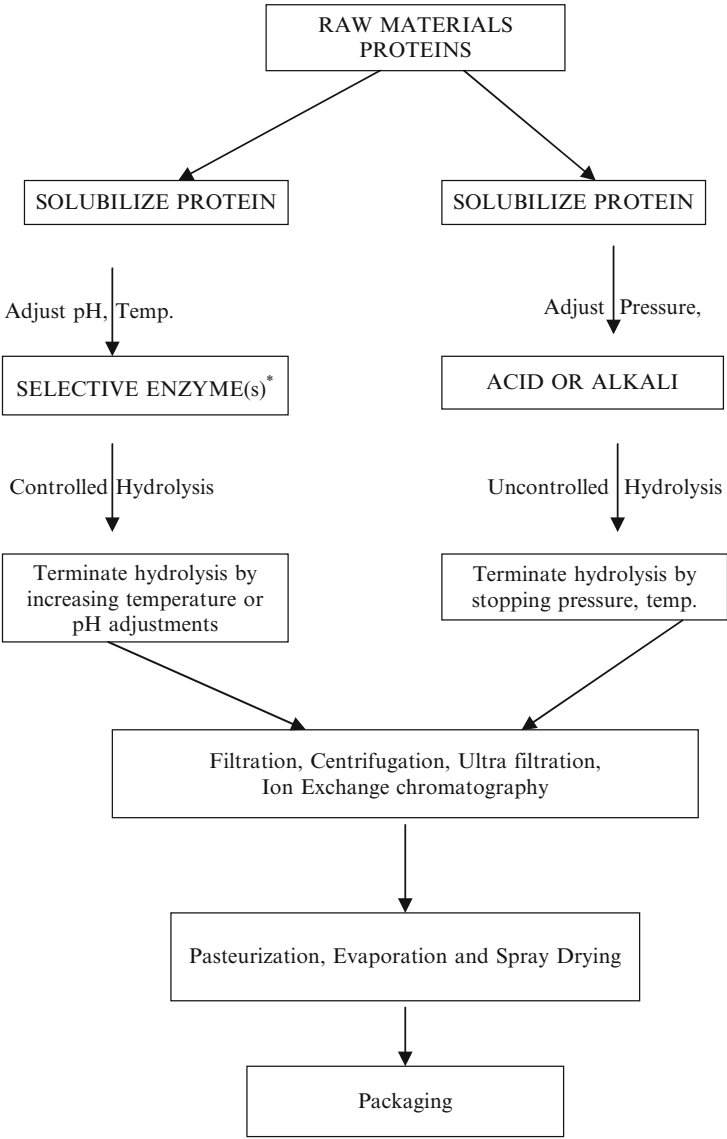 RAW MATERIALS
PROTEINS
SOLUBILIZE PROTEIN
SOLUBILIZE PROTEIN
Adjust pH, Temp.
Adjust Pressure,
SELECTIVE ENZYME(s)*
ACID OR ALKALI
Controlled Hydrolysis
Uncontrolled Hydrolysis
Terminate hydrolysis by
increasing temperature or
pH adjustments
Terminate hydrolysis by
stopping pressure, temp.
Filtration, Centrifugation, Ultra filtration,
Ion Exchange chromatography
Pasteurization, Evaporation and Spray Drying
Packaging